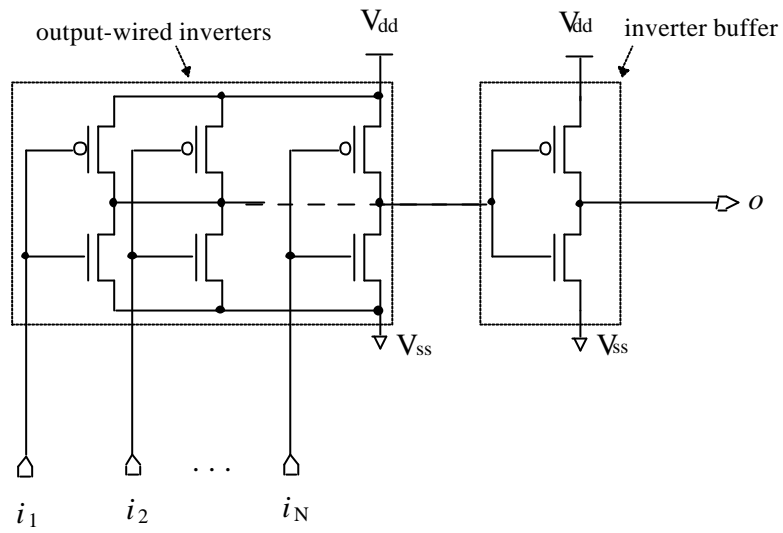 output-wired inverters
Vdd
Vdd
inverter buffer
o
Vss
Vss
. . .
i1
i2
iN